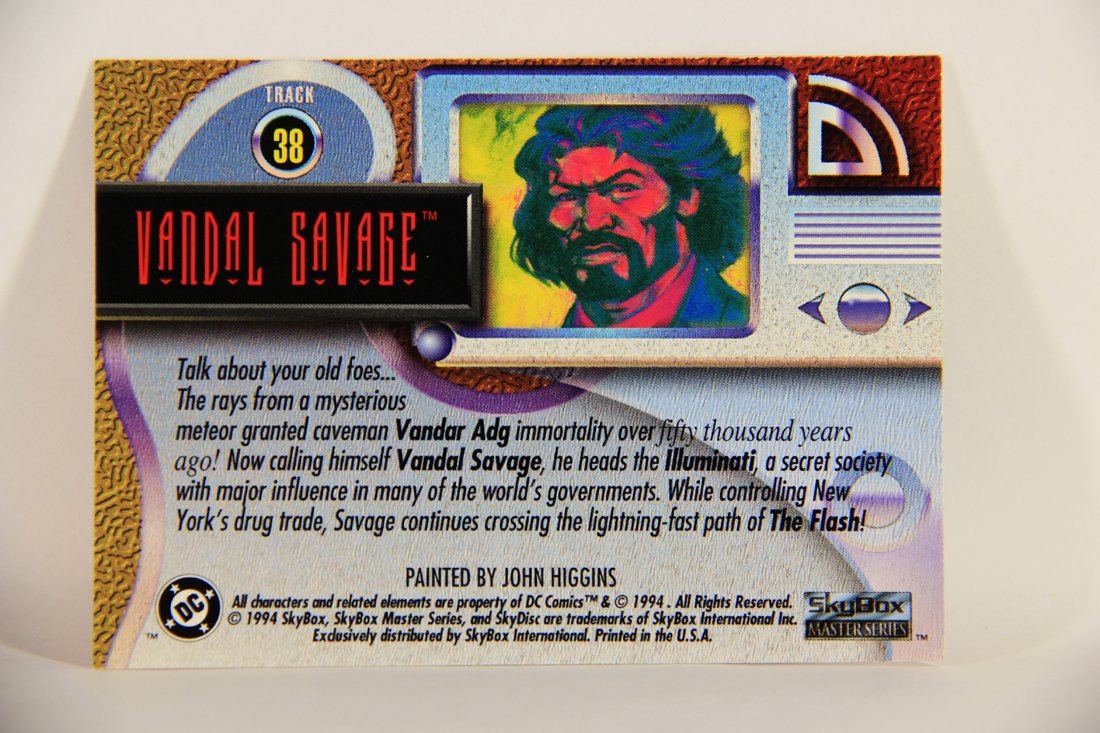 TRACK
38
VANDAL SAVAGE™
Talk about your old foes...
The rays from a mysterious
meteor granted caveman Vandar Adg immortality over fifty thousand years
ago! Now calling himself Vandal Savage, he heads the Illuminati, a secret society
with major influence in many of the world's governments. While controlling New
York's drug trade, Savage continues crossing the lightning-fast path of The Flash!
PAINTED BY JOHN HIGGINS
DC
™
All characters and related elements are property of DC Comics™ & © 1994 . All Rights Reserved.
© 1994 SkyBox, SkyBox Master Series, and SkyDisc are trademarks of SkyBox International Inc.
Exclusively distributed by SkyBox International. Printed in the U.S.A.
SkyBox
MASTER SERIES ™